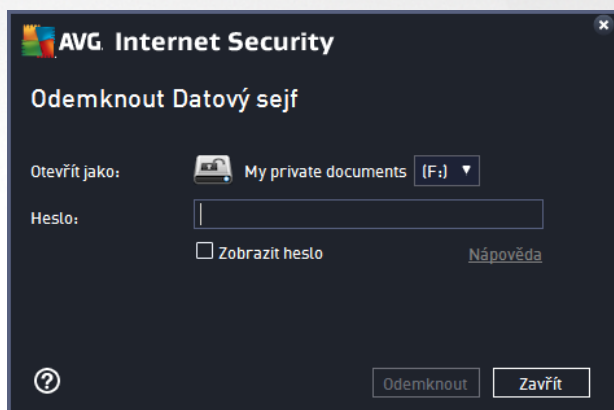 AVG Internet Security
Odemknout Datový sejf
Otevřít jako: My private documents (F:)
Heslo:
Zobrazit heslo Nápověda
Odemknout Zavřít